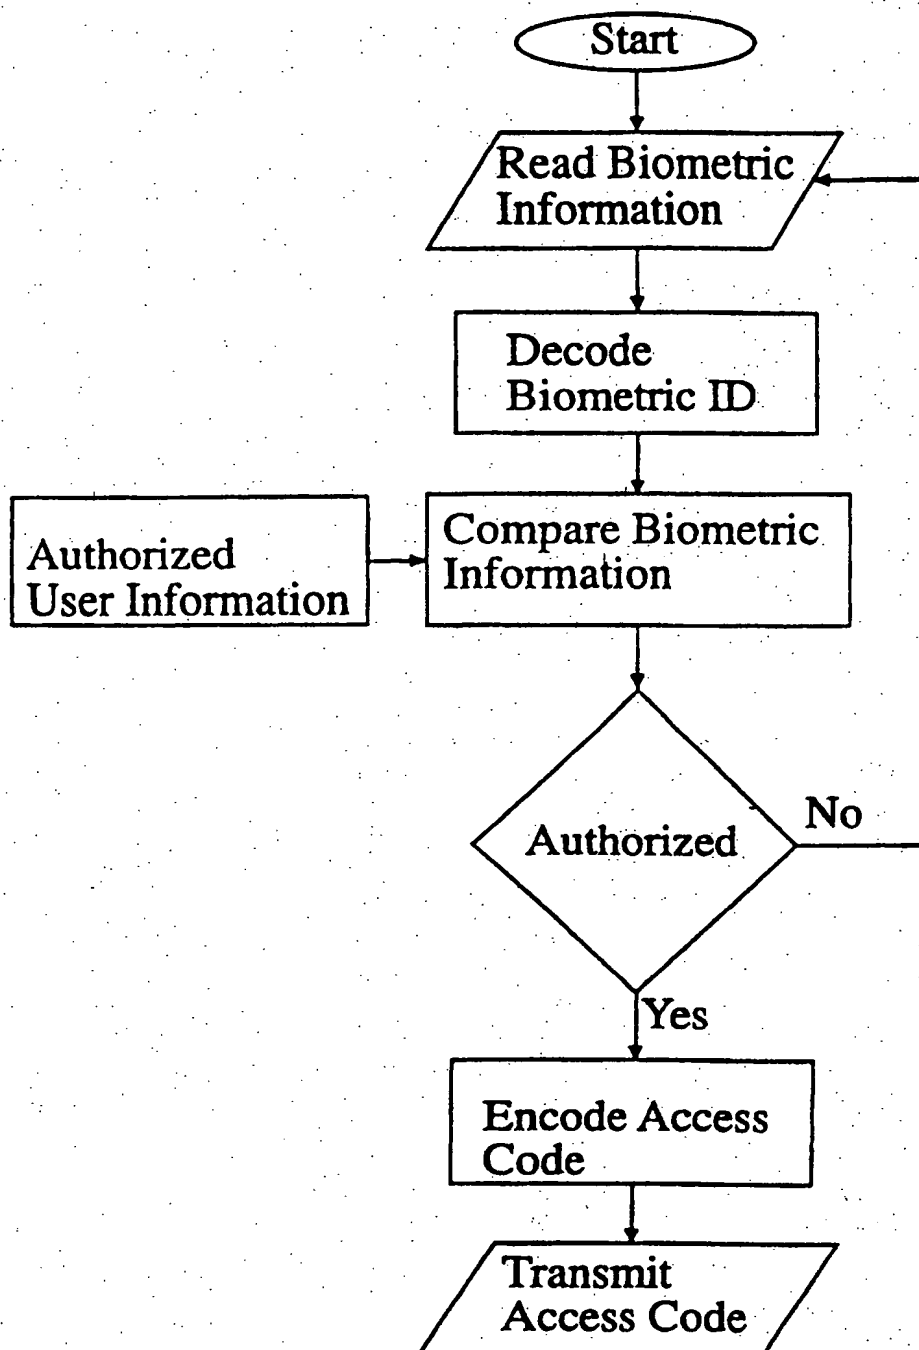 Start
Read Biometric
Information
Decode
Biometric ID
Authorized
User Information
Compare Biometric
Information
Authorized
No
Yes
Encode Access
Code
Transmit
Access Code